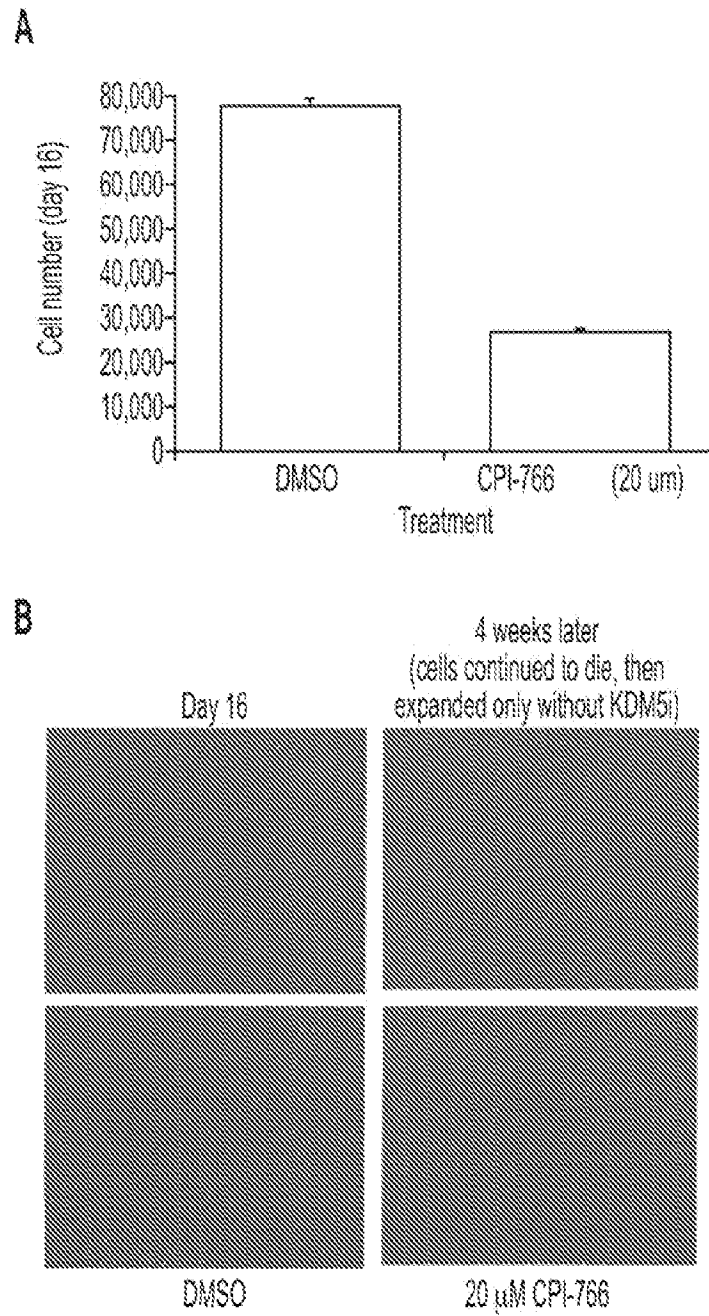 A
Cell number (day 16)
80,000
70,000
60,000
50,000
40,000
30,000
20,000
10,000
0
DMSO CPI-766 (20 um)
Treatment
B
Day 16
4 weeks later
(cells continued to die, then
expanded only without KDM5i)
DMSO
20 µM CPI-766